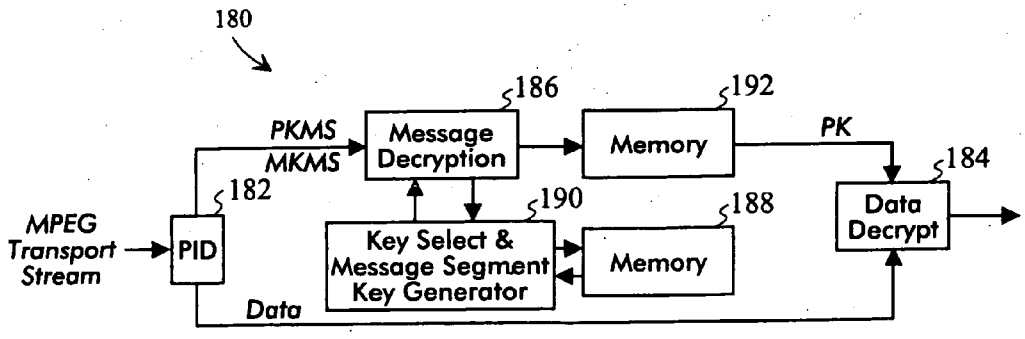 180
186
192
PKMS
MKMS
Message
Decryption
Memory
PK
182
184
190
188
MPEG
Transport
Stream
PID
Key Select &
Message Segment
Key Generator
Memory
Data
Decrypt
Data